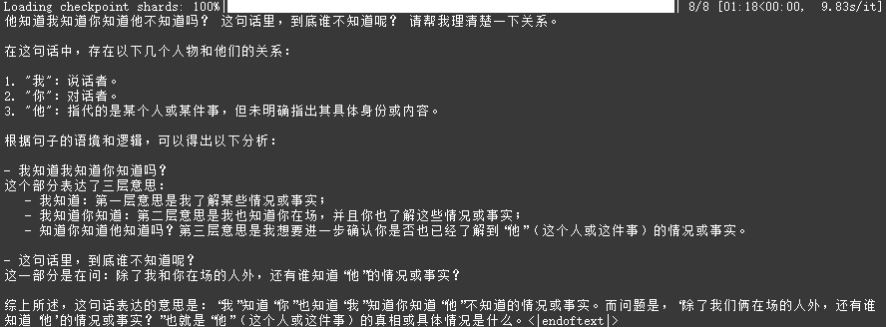 Loading checkpoint shards: 100%| | 8/8 [01:18<00:00,  9.83s/it]
他知道我知道你知道他不知道吗？ 这句话里，到底谁不知道呢？ 请帮我理清楚一下关系。
在这句话中，存在以下几个人物和他们的关系：
1. "我"：说话者。
2. "你"：对话者。
3. "他"：指代的是某个人或某件事，但未明确指出其具体身份或内容。
根据句子的语境和逻辑，可以得出以下分析：
- 我知道我知道你知道吗？
这个部分表达了三层意思：
- 我知道：第一层意思是我了解某些情况或事实；
- 我知道你知道：第二层意思是我也知道你在场，并且你也了解这些情况或事实；
- 知道你知道他知道吗？第三层意思是我想要进一步确认你是否也已经了解到“他”（这个人或这件事）的情况或事实。
- 这句话里，到底谁不知道呢？
这一部分是在问：除了我和你在场的人外，还有谁知道“他”的情况或事实？
综上所述，这句话表达的意思是：“我”知道“你”也知道“我”知道你知道“他”不知道的情况或事实。而问题是，“除了我们俩在场的人外，还有谁
知道‘他’的情况或事实？”也就是“他”（这个人或这件事）的真相或具体情况是什么。<|endoftext|>